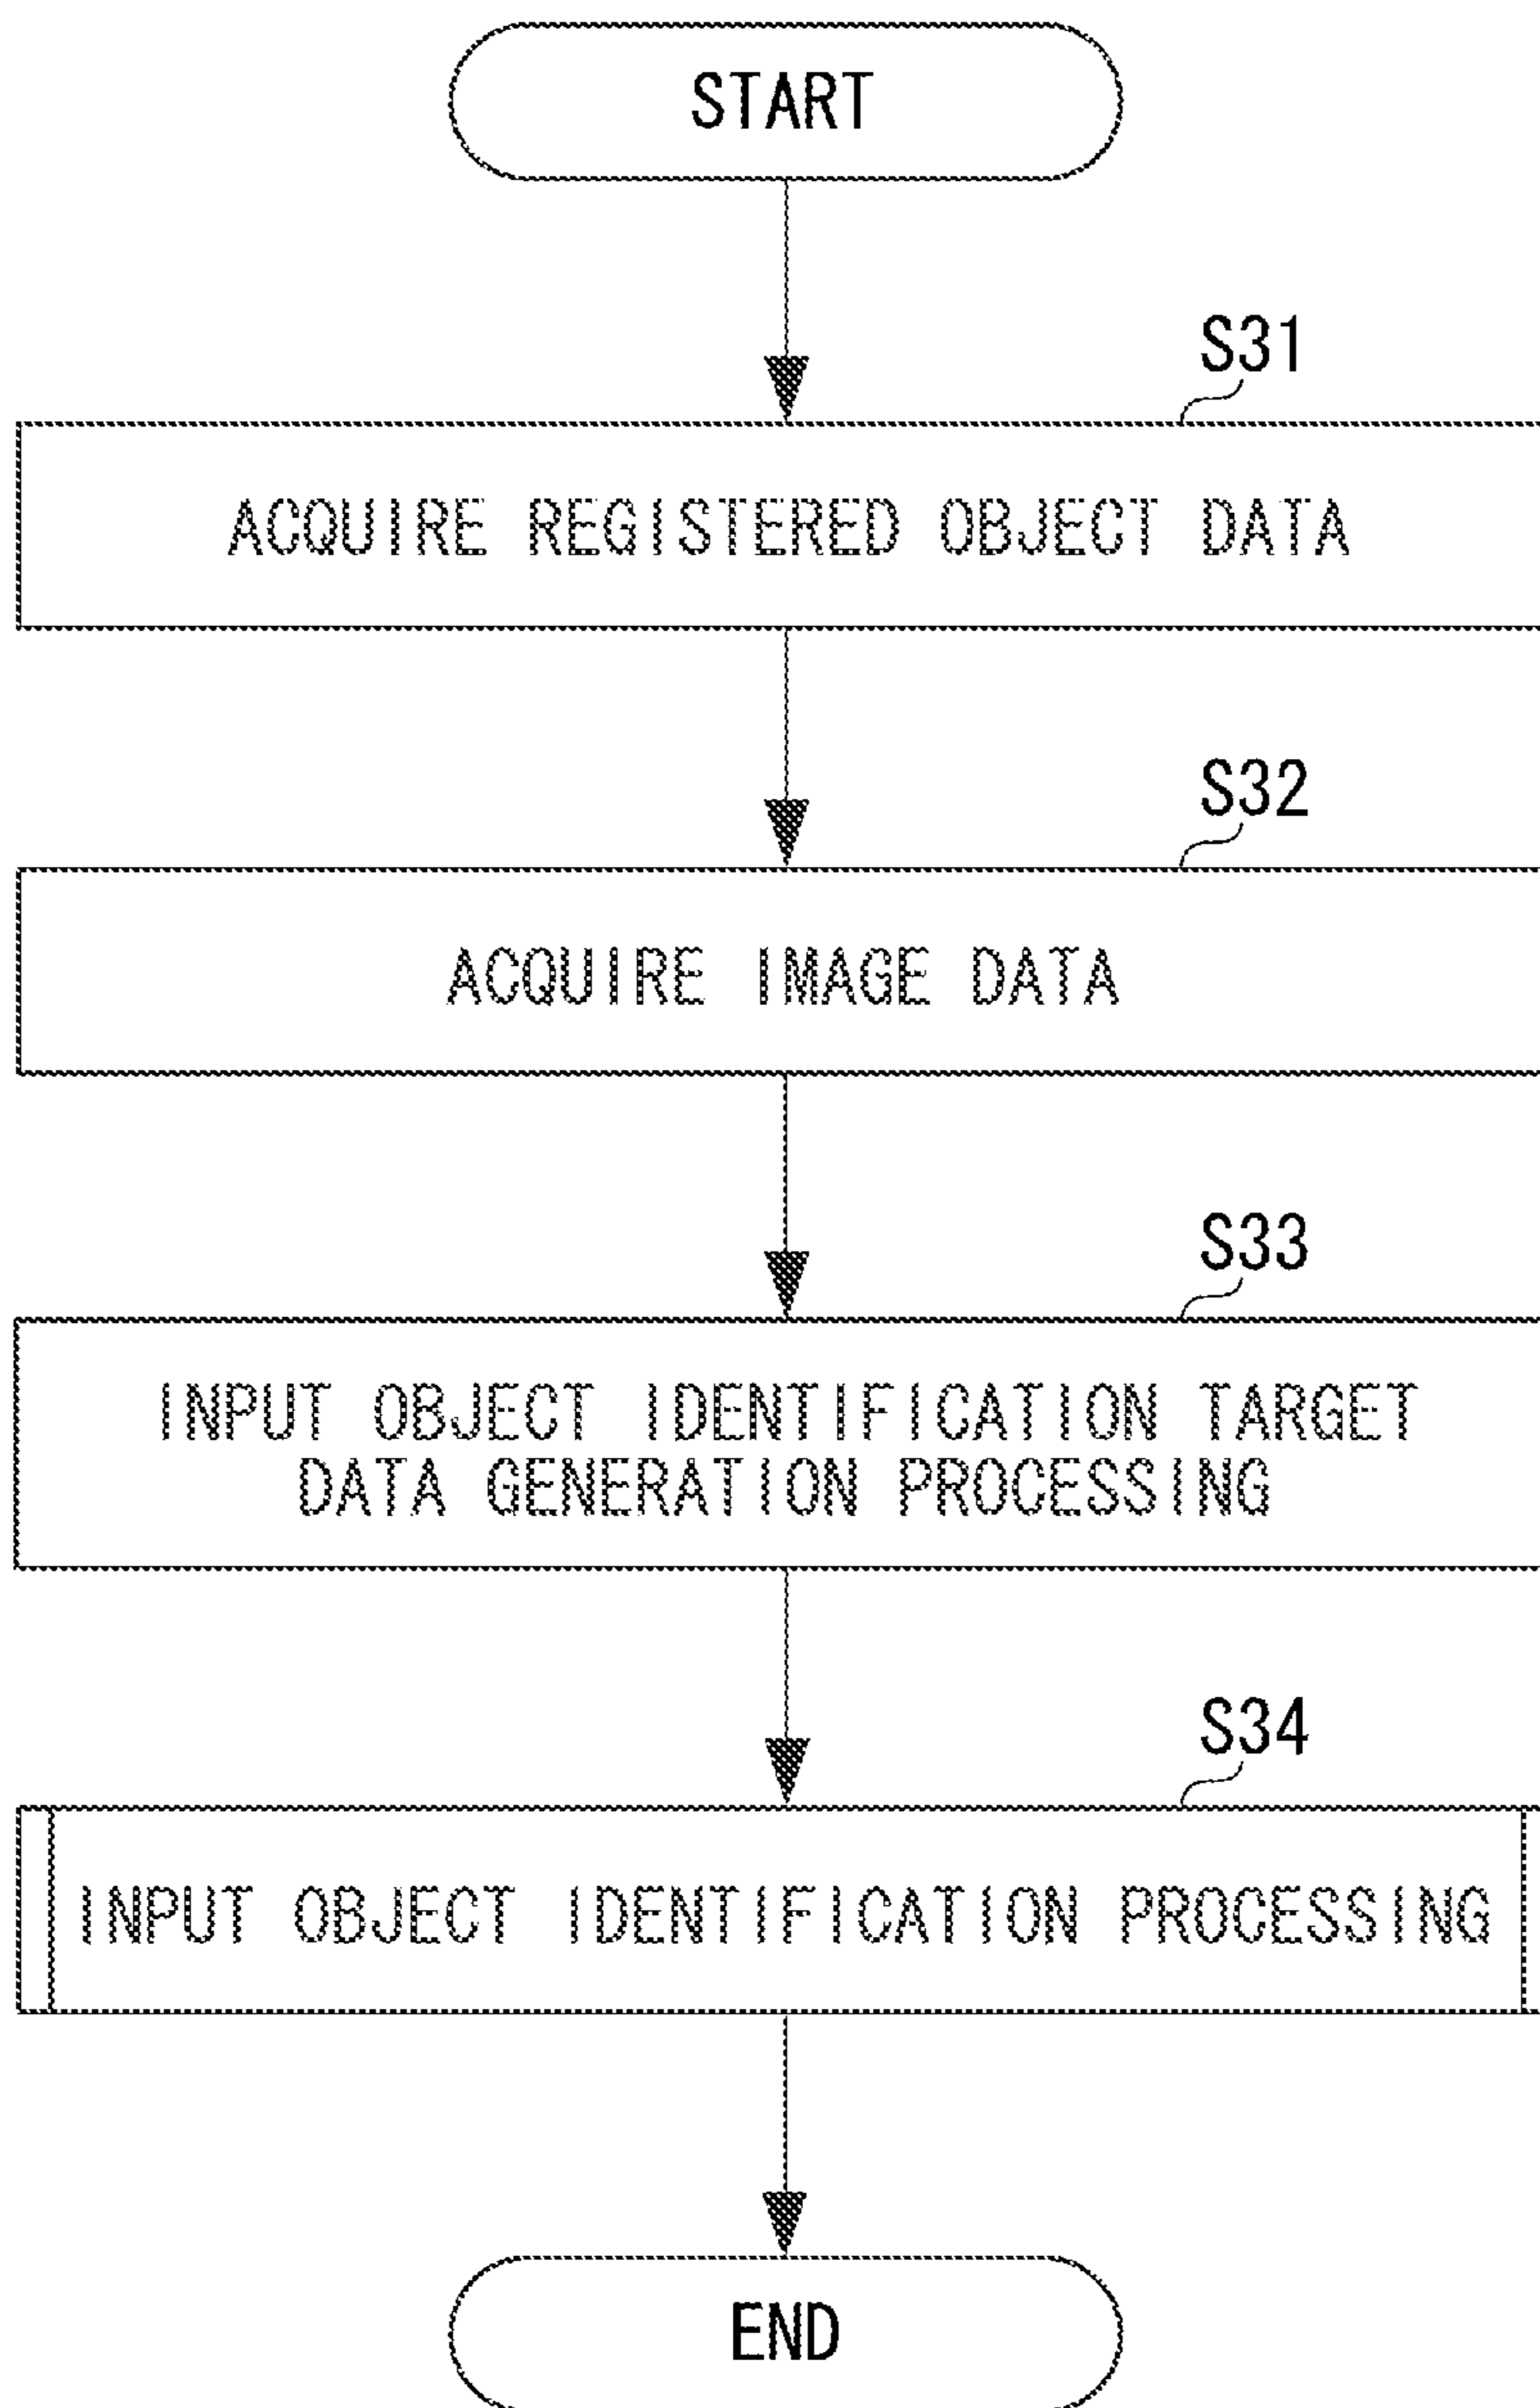 START
S31
ACQUIRE REGISTERED OBJECT DATA
S32
ACQUIRE IMAGE DATA
S33
INPUT OBJECT IDENTIFICATION TARGET
DATA GENERATION PROCESSING
S34
INPUT OBJECT IDENTIFICATION PROCESSING
END